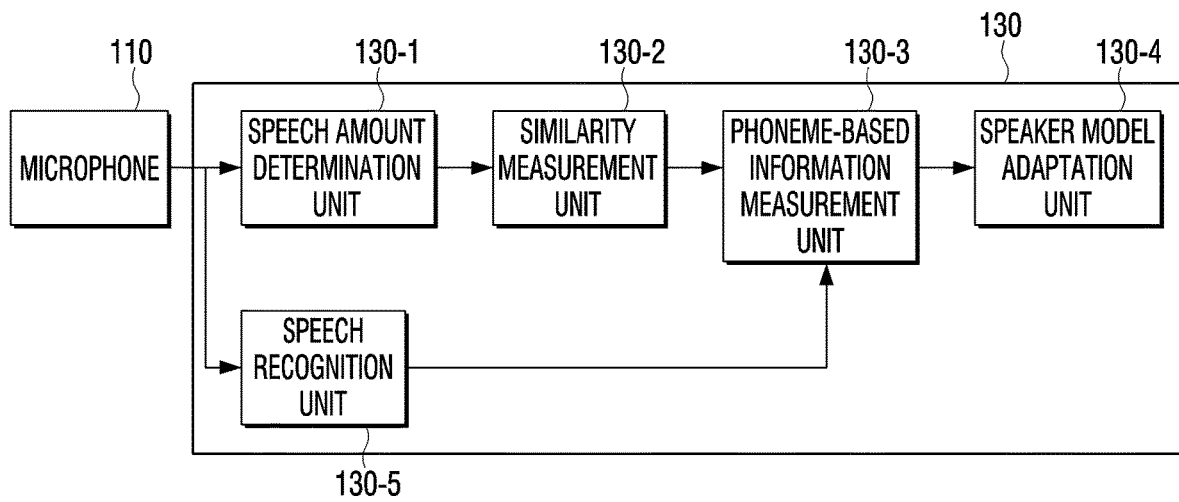 130
110
130-1
130-2
130-3
130-4
MICROPHONE
SPEECH AMOUNT
DETERMINATION
UNIT
SIMILARITY
MEASUREMENT
UNIT
PHONEME-BASED
INFORMATION
MEASUREMENT
UNIT
SPEAKER MODEL
ADAPTATION
UNIT
SPEECH
RECOGNITION
UNIT
130-5